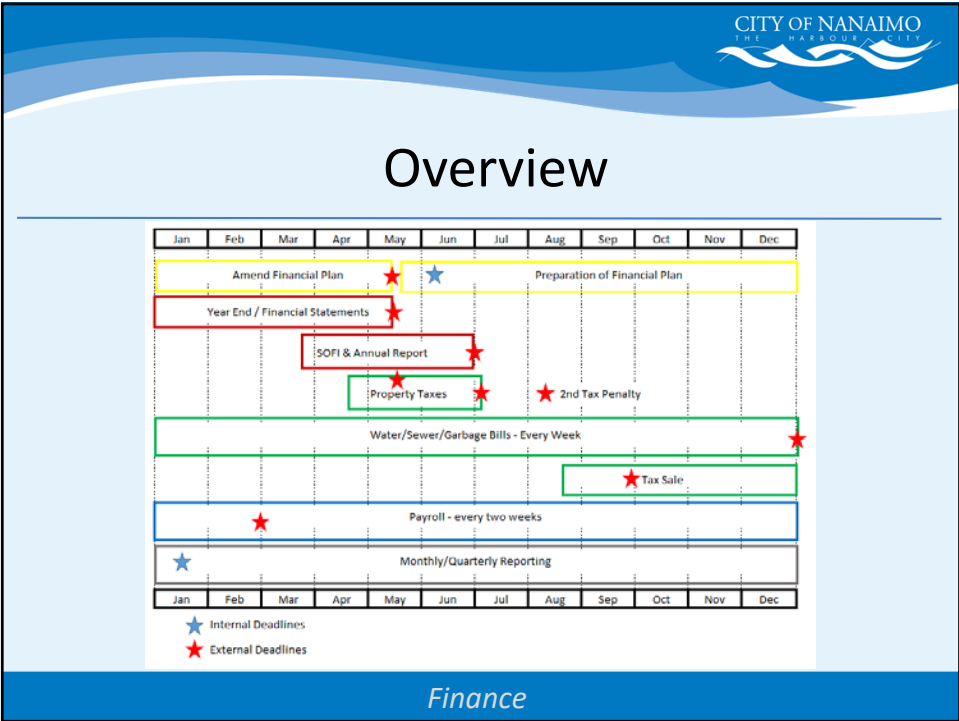 CITY OF NANAIMO
THE HARBOUR CITY
Overview
Jan Feb Mar Apr May Jun Jul Aug Sep Oct Nov Dec
Amend Financial Plan Preparation of Financial Plan
Year End / Financial Statements
SOFI & Annual Report
Property Taxes 2nd Tax Penalty
Water/Sewer/Garbage Bills - Every Week
Tax Sale
Payroll - every two weeks
Monthly/Quarterly Reporting
Jan Feb Mar Apr May Jun Jul Aug Sep Oct Nov Dec
Internal Deadlines
External Deadlines
Finance